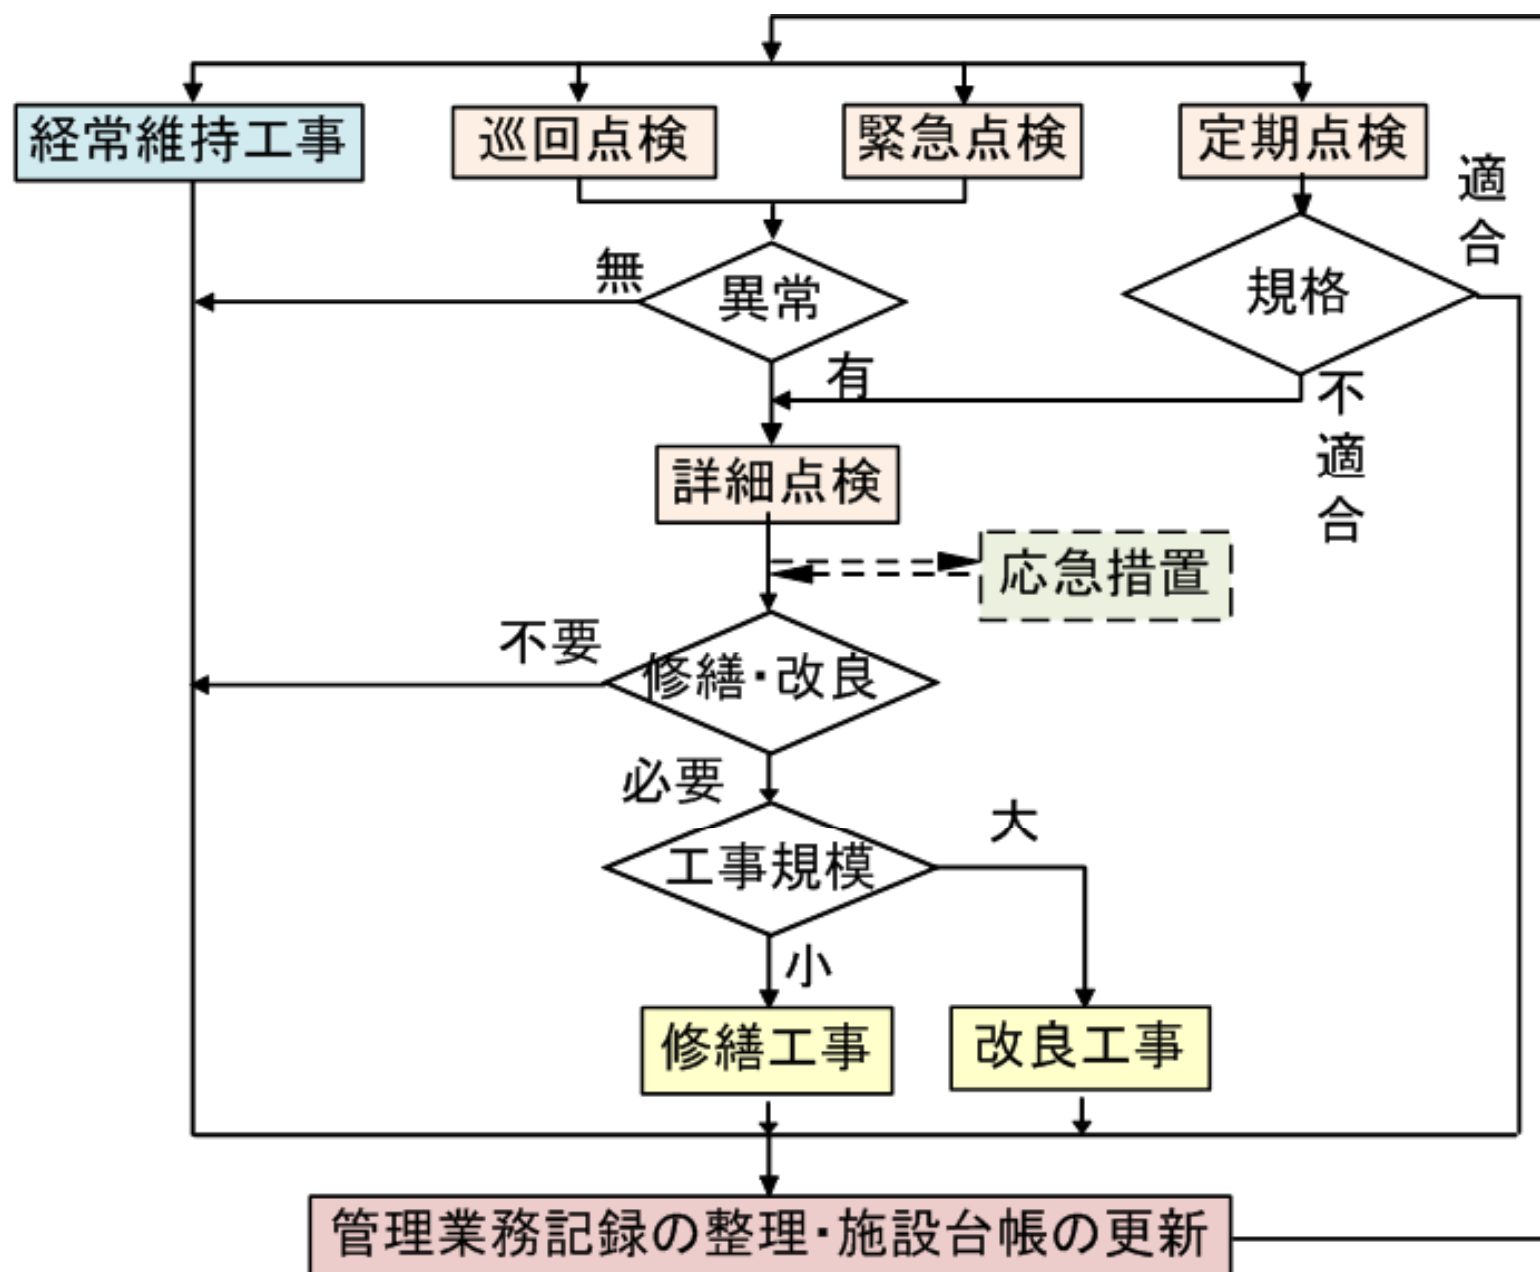 経常維持工事
巡回点検
緊急点検
定期点検
適合
無
異常
規格
有
不適合
詳細点検
応急措置
不要
修繕・改良
必要
大
工事規模
小
修繕工事
改良工事
管理業務記録の整理・施設台帳の更新